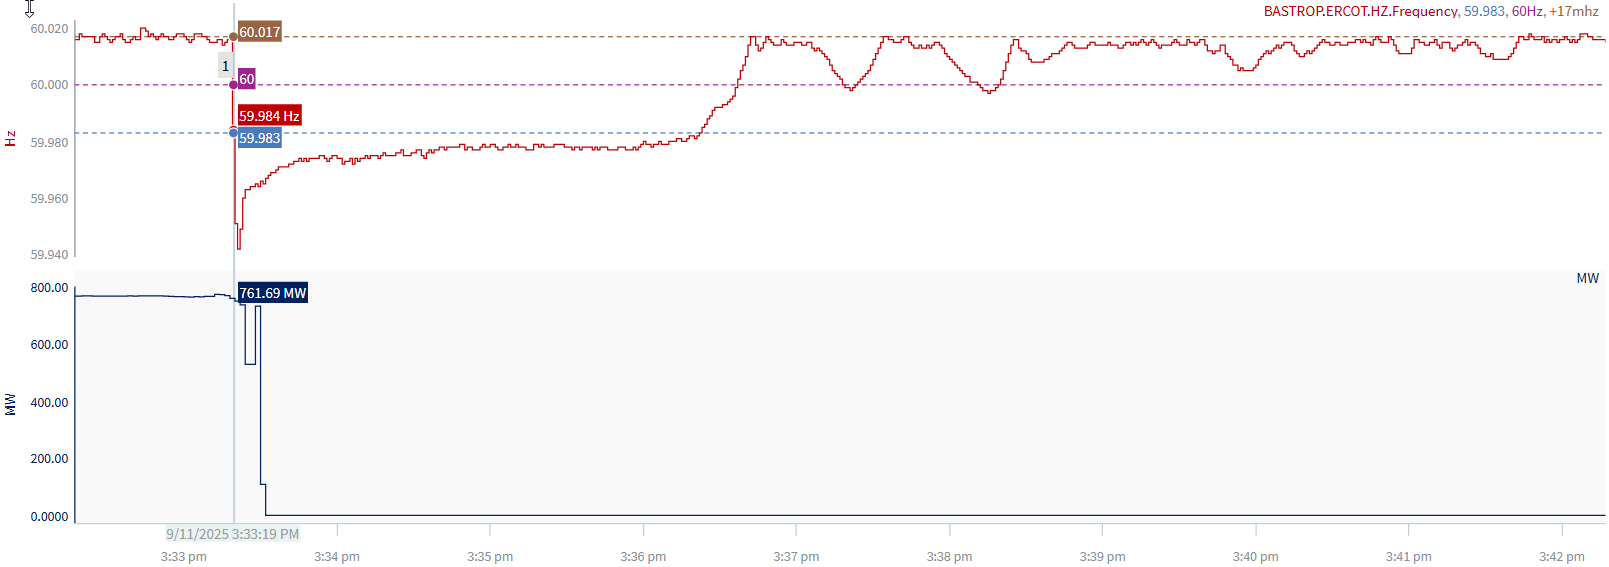 BASTROP.ERCOT.HZ.Frequency, 59.983, 60Hz, +17mhz
60.020
60.017
1
60.000
60
59.984 Hz
59.983
Hz
59.980
59.960
59.940
MW
800.00
761.69 MW
600.00
MW
400.00
200.00
0.0000
9/11/2025 3:33:19 PM
3:33 pm
3:34 pm
3:35 pm
3:36 pm
3:37 pm
3:38 pm
3:39 pm
3:40 pm
3:41 pm
3:42 pm